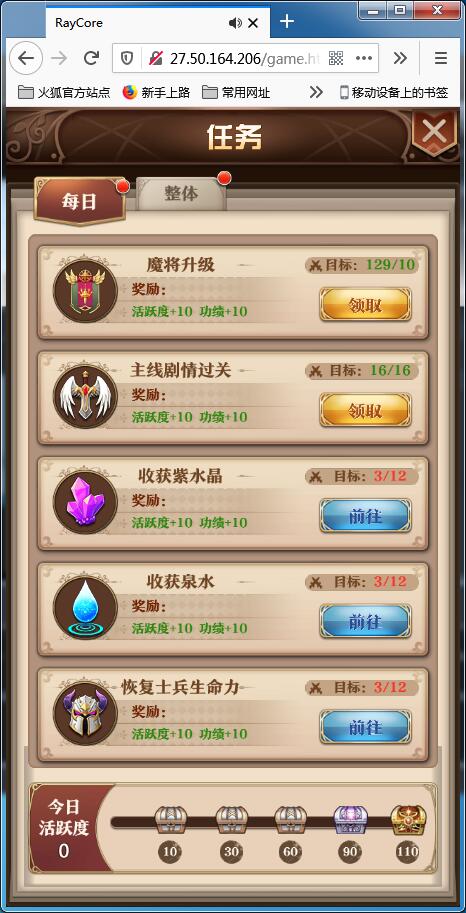 RayCore
27.50.164.206/game.h
火狐官方站点 新手上路 常用网址 移动设备上的书签
任务
每日 整体
魔将升级 目标: 129/10
奖励:
活跃度+10 功绩+10
领取
主线剧情过关 目标: 16/16
奖励:
活跃度+10 功绩+10
领取
收获紫水晶 目标: 3/12
奖励:
活跃度+10 功绩+10
前往
收获泉水 目标: 3/12
奖励:
活跃度+10 功绩+10
前往
恢复士兵生命力 目标: 3/12
奖励:
活跃度+10 功绩+10
前往
今日
活跃度
0
10 30 60 90 110